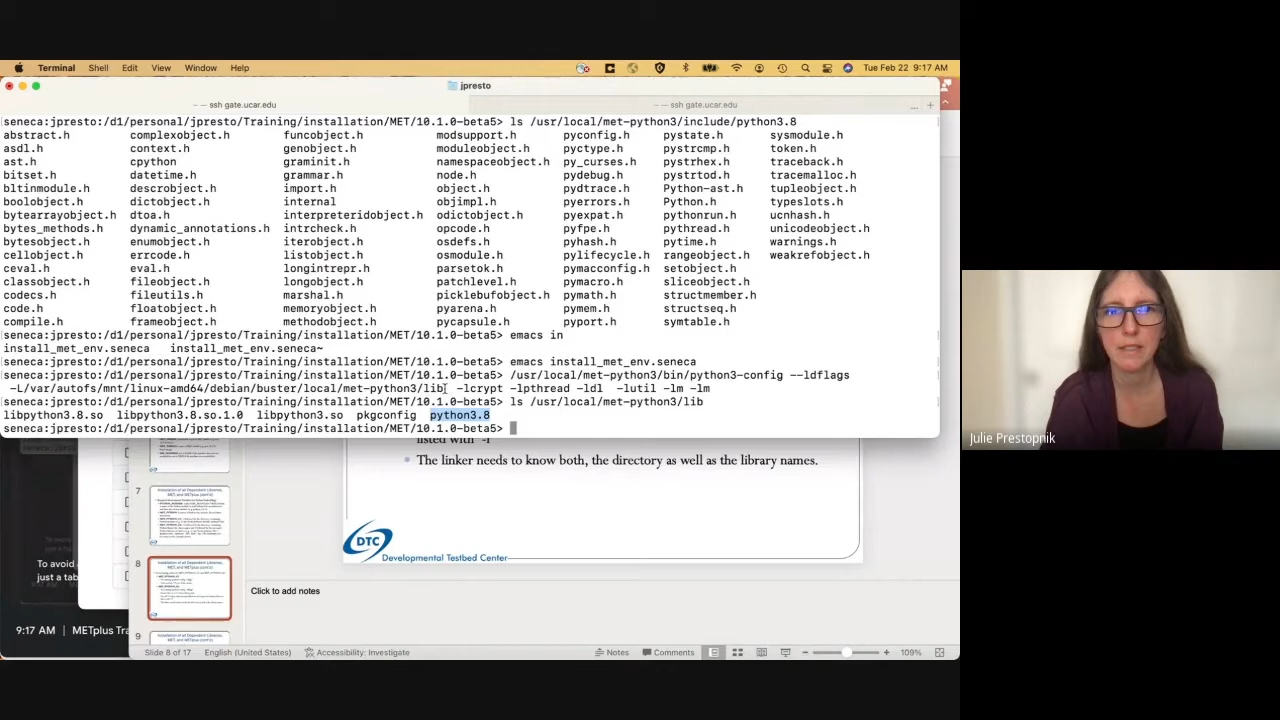 Terminal Shell Edit View Window Help Tue Feb 22 9:17 AM
jpresto
— — ssh gate.ucar.edu — — ssh gate.ucar.edu ... +
seneca:jpresto:/d1/personal/jpresto/Training/installation/MET/10.1.0-beta5> ls /usr/local/met-python3/include/python3.8
abstract.h complexobject.h funcobject.h modsupport.h pyconfig.h pystate.h sysmodule.h
asdl.h context.h genobject.h moduleobject.h pyctype.h pystrcmp.h token.h
ast.h cpython graminit.h namespaceobject.h py_curses.h pystrhex.h traceback.h
bitset.h datetime.h grammar.h node.h pydebug.h pystrtod.h tracemalloc.h
bltinmodule.h descrobject.h import.h object.h pydtrace.h Python-ast.h tupleobject.h
boolobject.h dictobject.h internal objimpl.h pyerrors.h Python.h typeslots.h
bytearrayobject.h dtoa.h interpreteridobject.h odictobject.h pyexpat.h pythonrun.h ucnhash.h
bytes_methods.h dynamic_annotations.h intrcheck.h opcode.h pyfpe.h pythread.h unicodeobject.h
bytesobject.h enumobject.h iterobject.h osdefs.h pyhash.h pytime.h warnings.h
cellobject.h errcode.h listobject.h osmodule.h pylifecycle.h rangeobject.h weakrefobject.h
ceval.h eval.h longintrepr.h parsetok.h pymacconfig.h setobject.h
classobject.h fileobject.h longobject.h patchlevel.h pymacro.h sliceobject.h
codecs.h fileutils.h marshal.h picklebufobject.h pymath.h structmember.h
code.h floatobject.h memoryobject.h pyarena.h pymem.h structseq.h
compile.h frameobject.h methodobject.h pycapsule.h pyport.h symtable.h
seneca:jpresto:/d1/personal/jpresto/Training/installation/MET/10.1.0-beta5> emacs in
install_met_env.seneca install_met_env.seneca~
seneca:jpresto:/d1/personal/jpresto/Training/installation/MET/10.1.0-beta5> emacs install_met_env.seneca
seneca:jpresto:/d1/personal/jpresto/Training/installation/MET/10.1.0-beta5> /usr/local/met-python3/bin/python3-config --ldflags
-L/var/autofs/mnt/linux-amd64/debian/buster/local/met-python3/lib -lcrypt -lpthread -ldl -lutil -lm -lm
seneca:jpresto:/d1/personal/jpresto/Training/installation/MET/10.1.0-beta5> ls /usr/local/met-python3/lib
libpython3.8.so libpython3.8.so.1.0 libpython3.so pkgconfig python3.8
seneca:jpresto:/d1/personal/jpresto/Training/installation/MET/10.1.0-beta5>
Julie Prestopnik
listed with -l
The linker needs to know both, the directory as well as the library names.
7
DTC
Developmental Testbed Center
8
To avoid a
just a tab
Click to add notes
9:17 AM | METplus Tra
9
Slide 8 of 17 English (United States) Accessibility: Investigate Notes Comments 109%